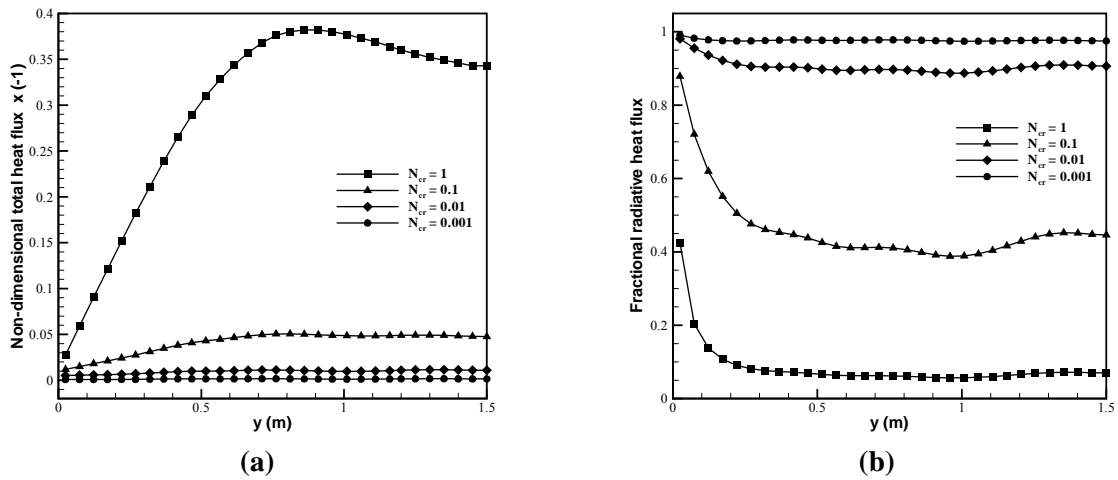 Non-dimensional total heat flux x (-1)
0.4
0.35
0.3
0.25
0.2
0.15
0.1
0.05
0
0 0.5 1 1.5
y (m)
N_cr = 1
N_cr = 0.1
N_cr = 0.01
N_cr = 0.001
(a)
Fractional radiative heat flux
1
0.8
0.6
0.4
0.2
0
0 0.5 1 1.5
y (m)
N_cr = 1
N_cr = 0.1
N_cr = 0.01
N_cr = 0.001
(b)